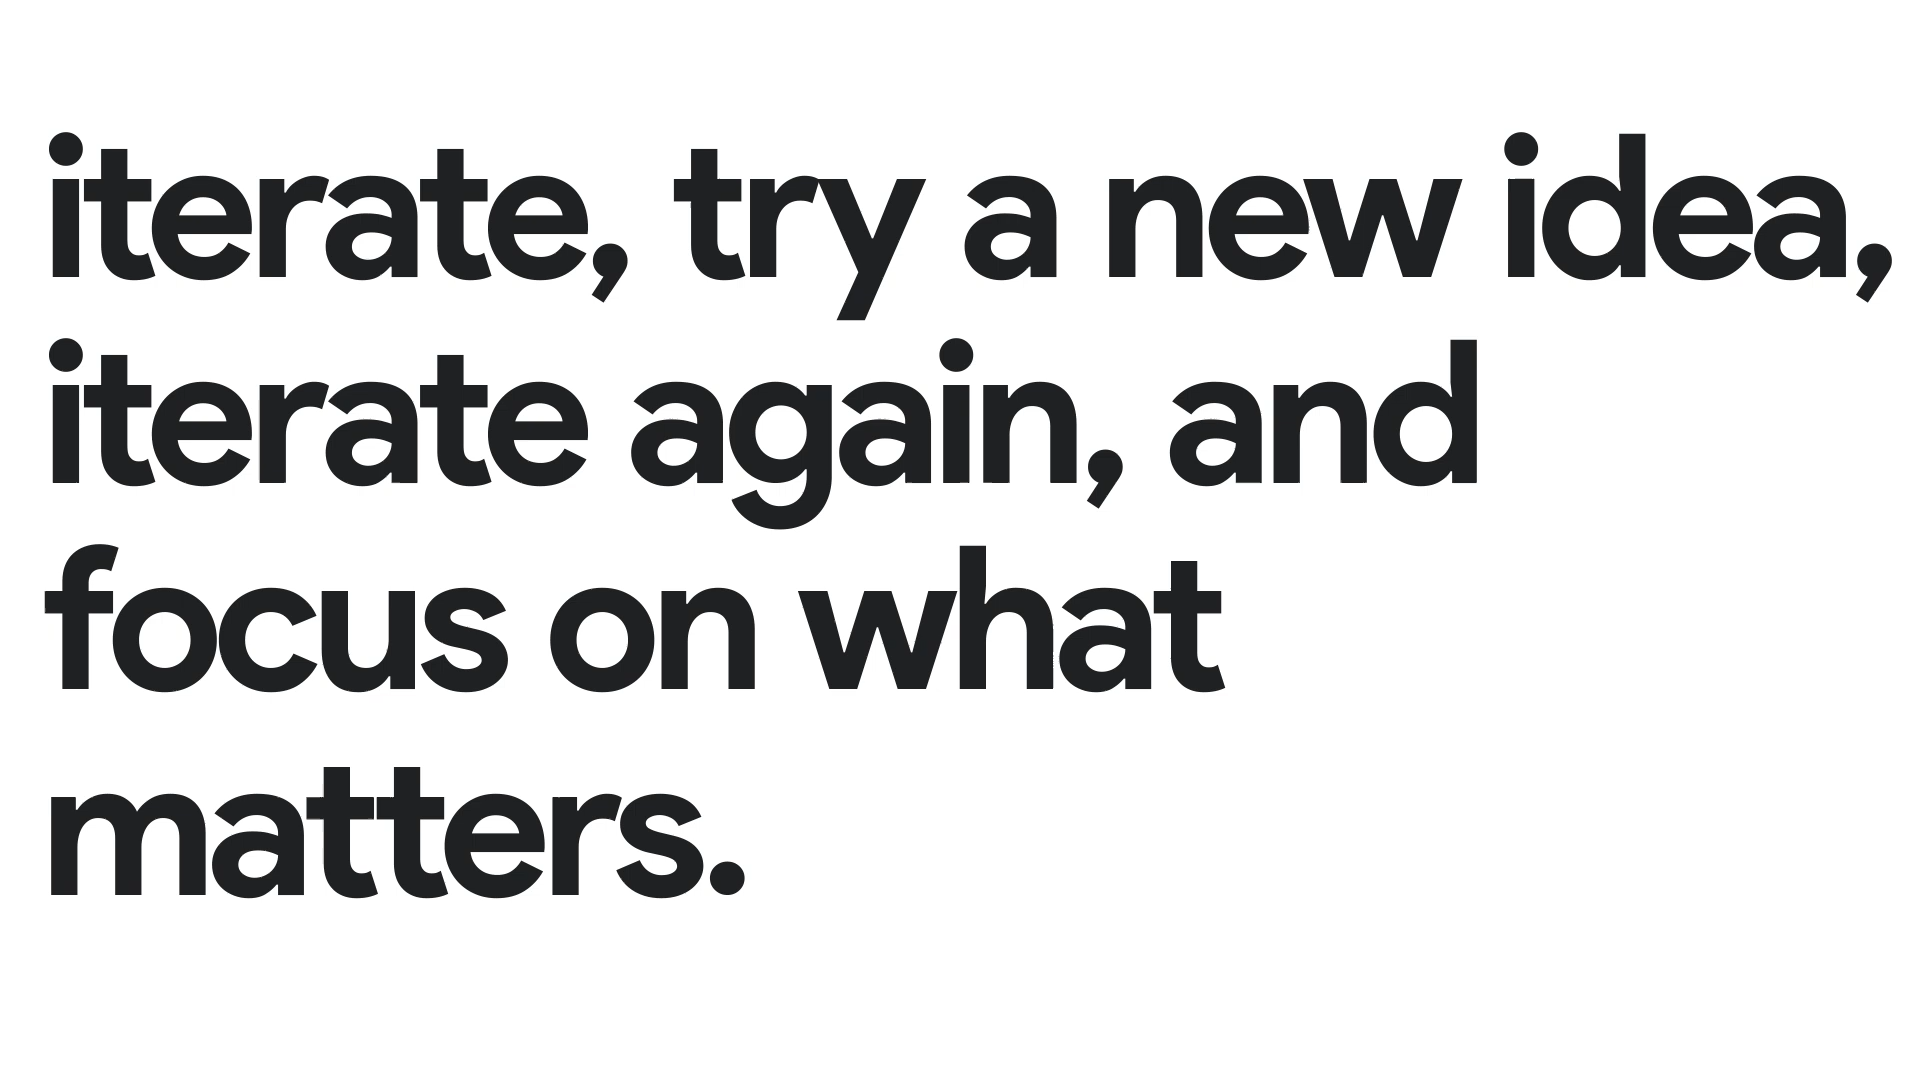 iterate, try a new idea,
iterate again, and
focus on what
matters.